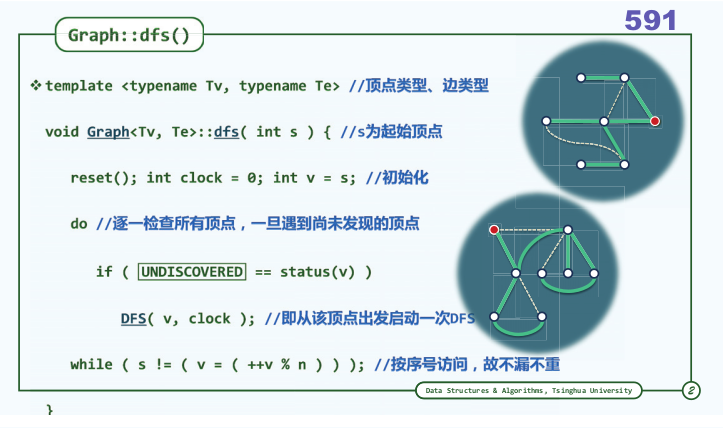 591
Graph::dfs()
❖ template <typename Tv, typename Te> //顶点类型、边类型
void Graph<Tv, Te>::dfs( int s ) { //s为起始顶点
reset(); int clock = 0; int v = s; //初始化
do //逐一检查所有顶点，一旦遇到尚未发现的顶点
if ( UNDISCOVERED == status(v) )
DFS( v, clock ); //即从该顶点出发启动一次DFS
while ( s != ( v = ( ++v % n ) ) ); //按序号访问，故不漏不重
Data Structures & Algorithms, Tsinghua University
2
}